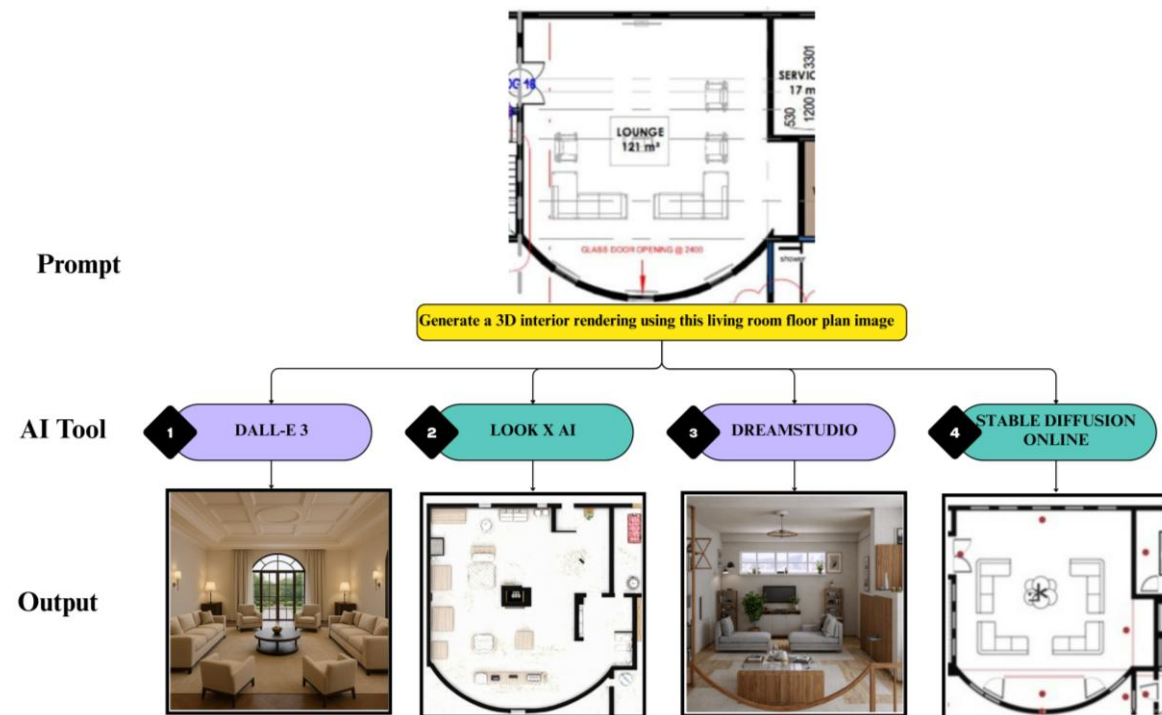 3301
SERVIC
17 m
1200
530
LOUNGE
121 m²
GLASS DOOR OPENING @ 2400
shower
Prompt
Generate a 3D interior rendering using this living room floor plan image
AI Tool
1
DALL-E 3
2
LOOK X AI
3
DREAMSTUDIO
4
STABLE DIFFUSION
ONLINE
Output